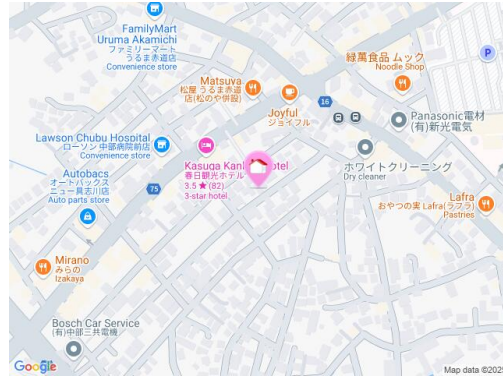 FamilyMart
Uruma Akamichi
ファミリーマート
うるま赤道店
Convenience store
緑萬食品 ムック
Noodle Shop
P
Matsuya
松屋 うるま赤道
店(松のや併設)
Joyful
ジョイフル
16
Panasonic電材
(有)新光電気
Lawson Chubu Hospital
ローソン 中部病院前店
Convenience store
Kasuga Kanko Hotel
春日観光ホテル
3.5 ★ (82)
3-star hotel
ホワイトクリーニング
Dry cleaner
Autobacs
オートバックス
ニュー具志川店
Auto parts store
75
Lafra
おやつの実 Lafra(ラフラ)
Pastries
Mirano
みらの
Izakaya
Bosch Car Service
(有)中部三共電機
Google
Map data ©202